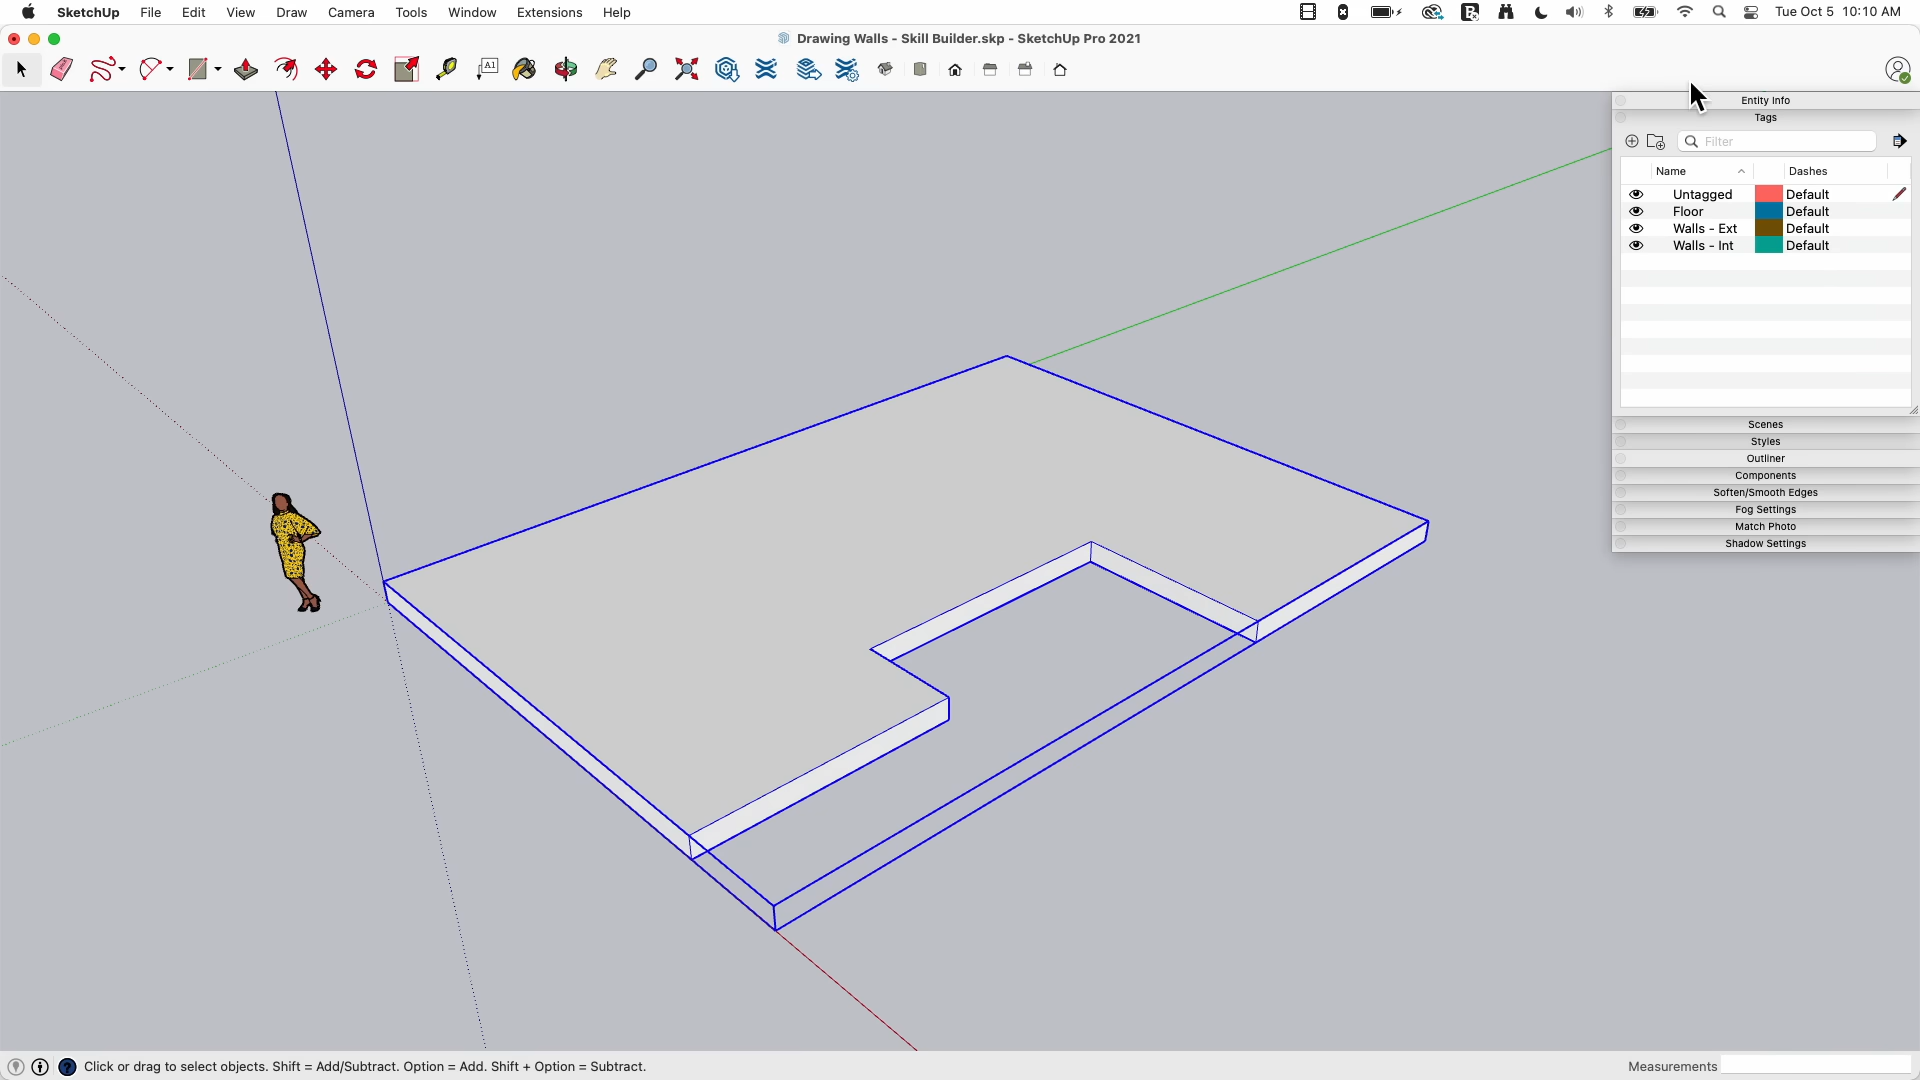 SketchUp File Edit View Draw Camera Tools Window Extensions Help Tue Oct 5 10:10 AM
Drawing Walls - Skill Builder.skp - SketchUp Pro 2021
A1
Entity Info
Tags
Filter
Name Dashes
Untagged Default
Floor Default
Walls - Ext Default
Walls - Int Default
Scenes
Styles
Outliner
Components
Soften/Smooth Edges
Fog Settings
Match Photo
Shadow Settings
Click or drag to select objects. Shift = Add/Subtract. Option = Add. Shift + Option = Subtract. Measurements